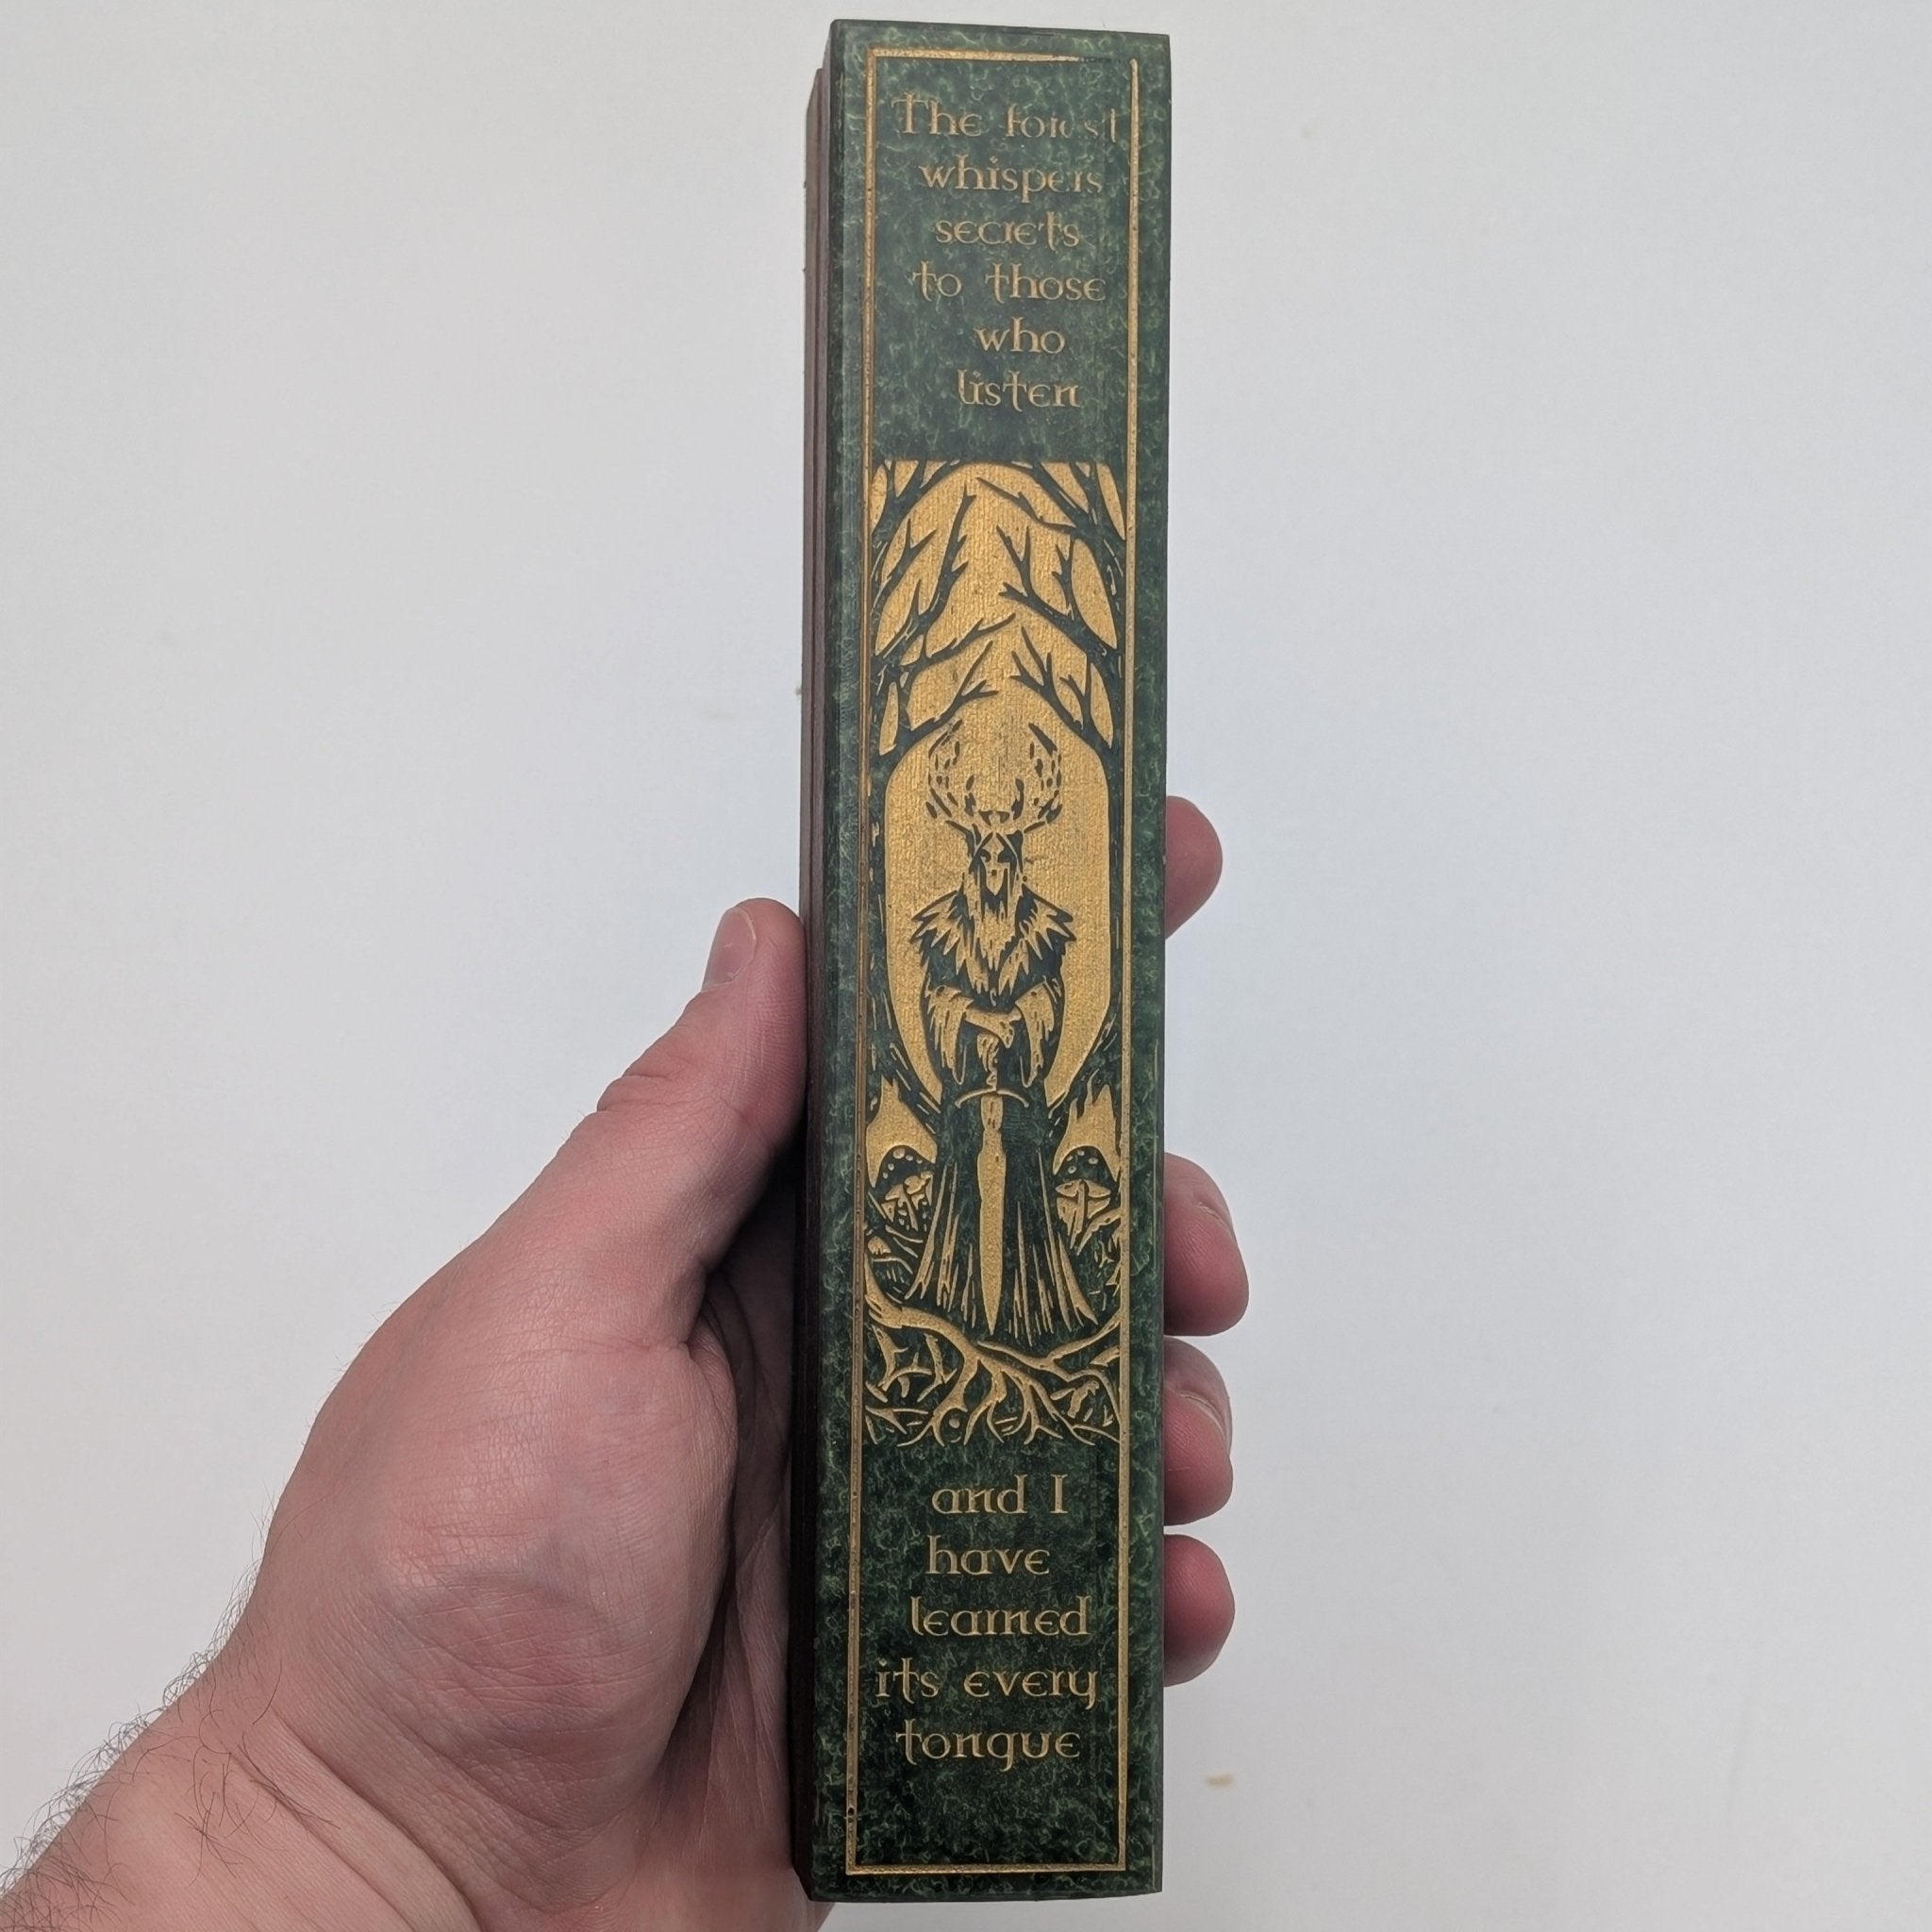 The forest
whispers
secrets
to those
who
listen
and I
have
learned
its every
tongue